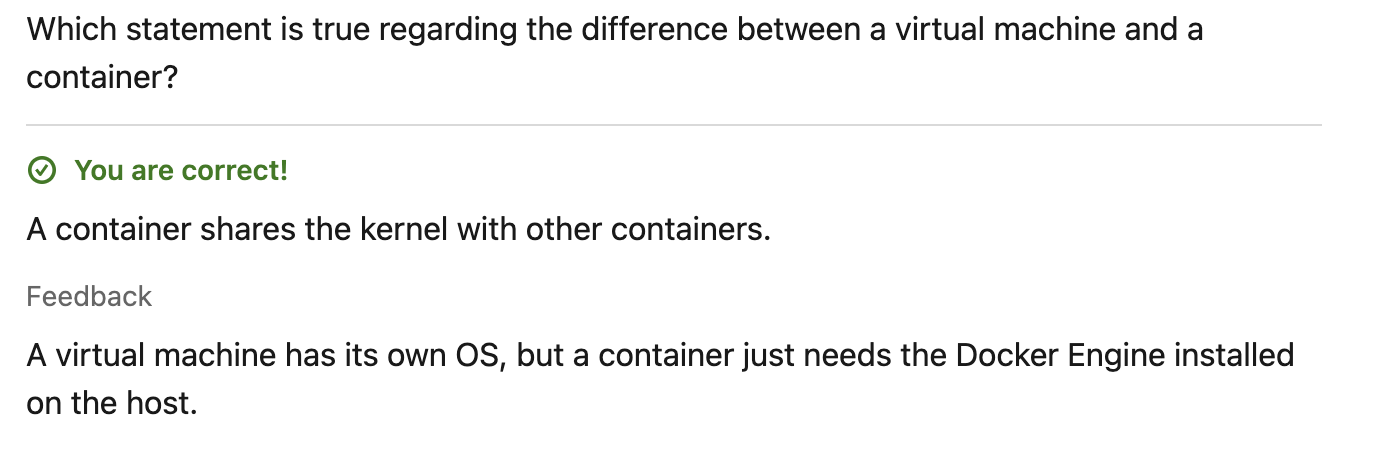 Which statement is true regarding the difference between a virtual machine and a
container?
You are correct!
A container shares the kernel with other containers.
Feedback
A virtual machine has its own OS, but a container just needs the Docker Engine installed
on the host.